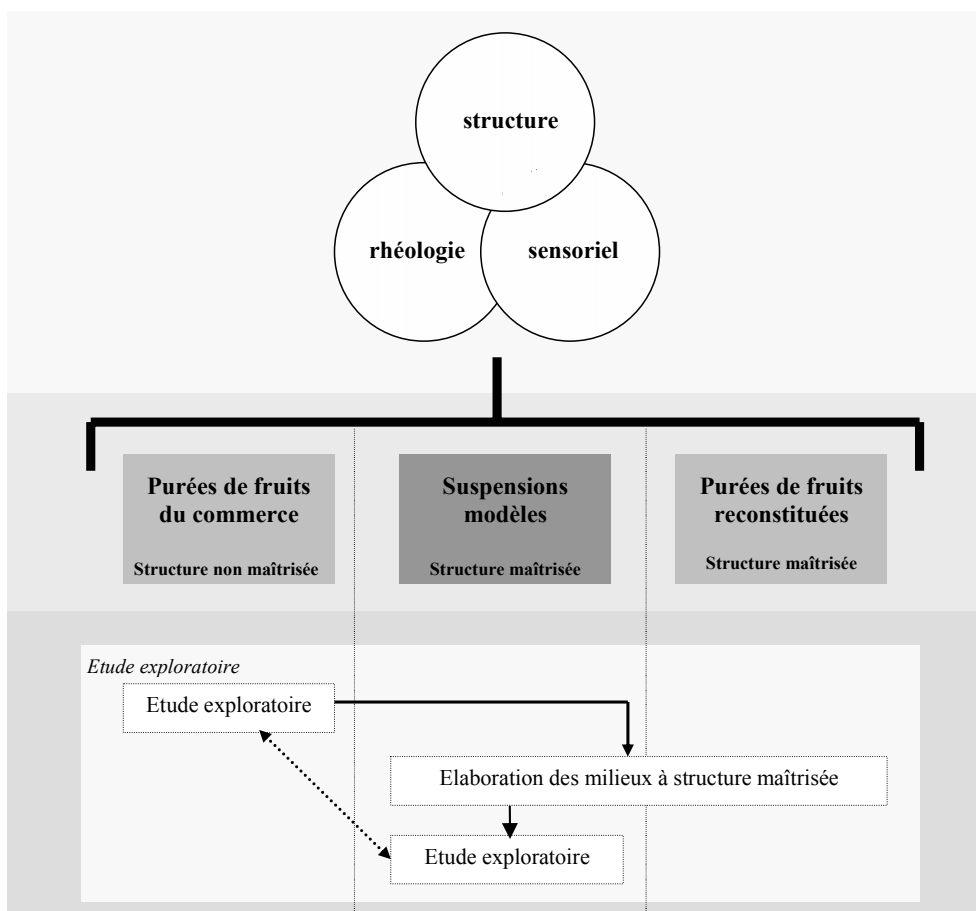 structure
rhéologie
sensoriel
Purées de fruits
du commerce
Structure non maîtrisée
Suspensions
modèles
Structure maîtrisée
Purées de fruits
reconstituées
Structure maîtrisée
Etude exploratoire
Etude exploratoire
Elaboration des milieux à structure maîtrisée
Etude exploratoire